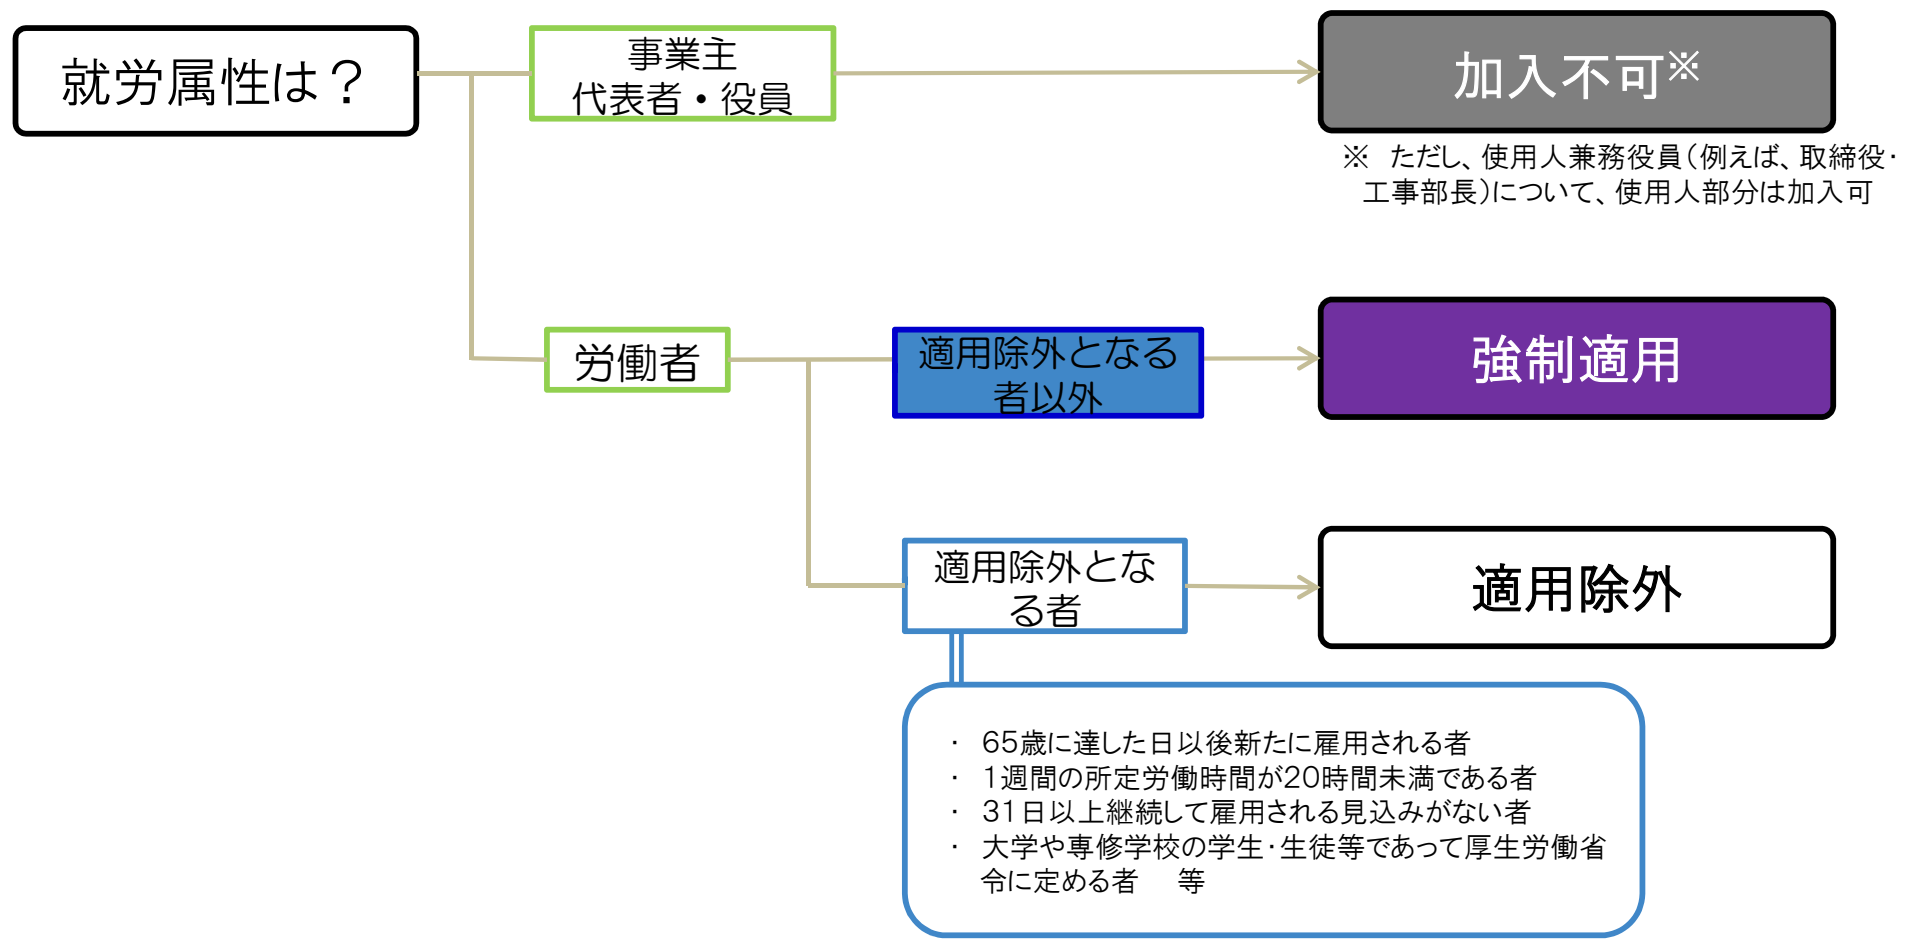 就労属性は？
事業主
代表者・役員
加入不可※
※　ただし、使用人兼務役員（例えば、取締役・
工事部長）について、使用人部分は加入可
労働者
適用除外となる
者以外
強制適用
適用除外とな
る者
適用除外
・ 65歳に達した日以後新たに雇用される者
・ 1週間の所定労働時間が20時間未満である者
・ 31日以上継続して雇用される見込みがない者
・ 大学や専修学校の学生・生徒等であって厚生労働省
令に定める者　等